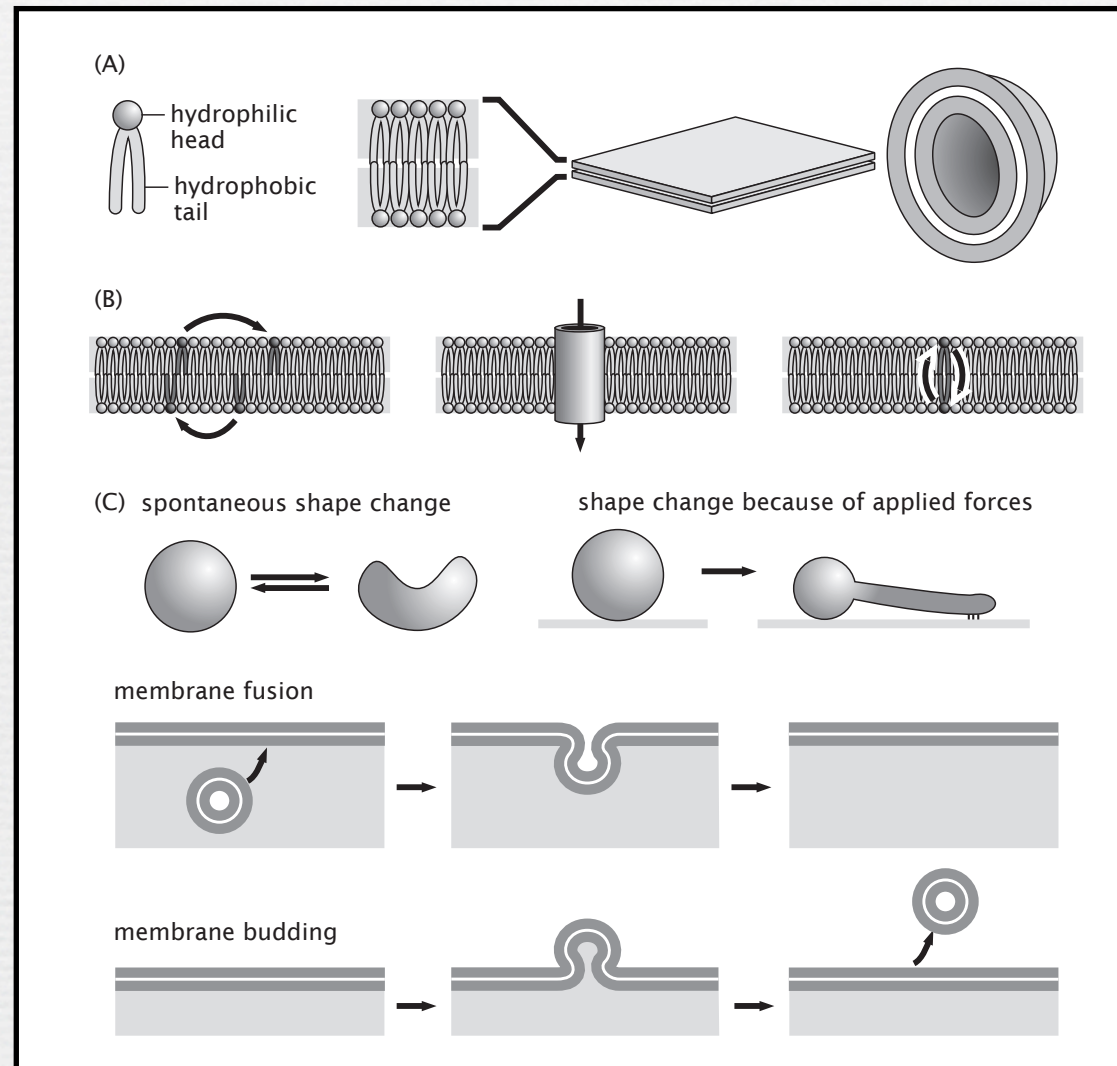 (A)
hydrophilic
head
hydrophobic
tail
(B)
(C) spontaneous shape change
shape change because of applied forces
membrane fusion
membrane budding